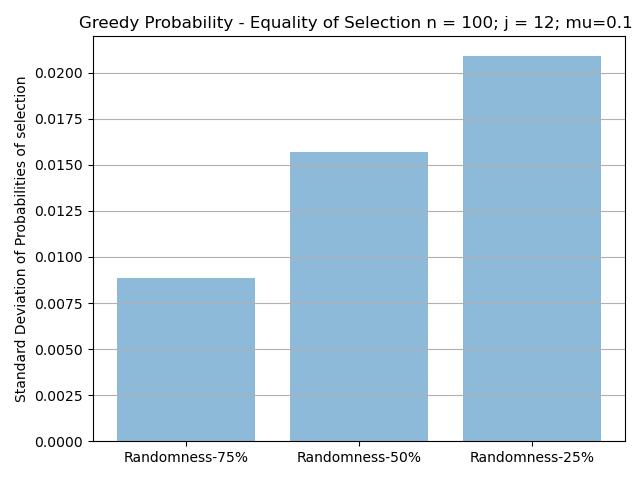 Greedy Probability - Equality of Selection n = 100; j = 12; mu=0.1
Standard Deviation of Probabilities of selection
0.0200
0.0175
0.0150
0.0125
0.0100
0.0075
0.0050
0.0025
0.0000
Randomness-75%
Randomness-50%
Randomness-25%